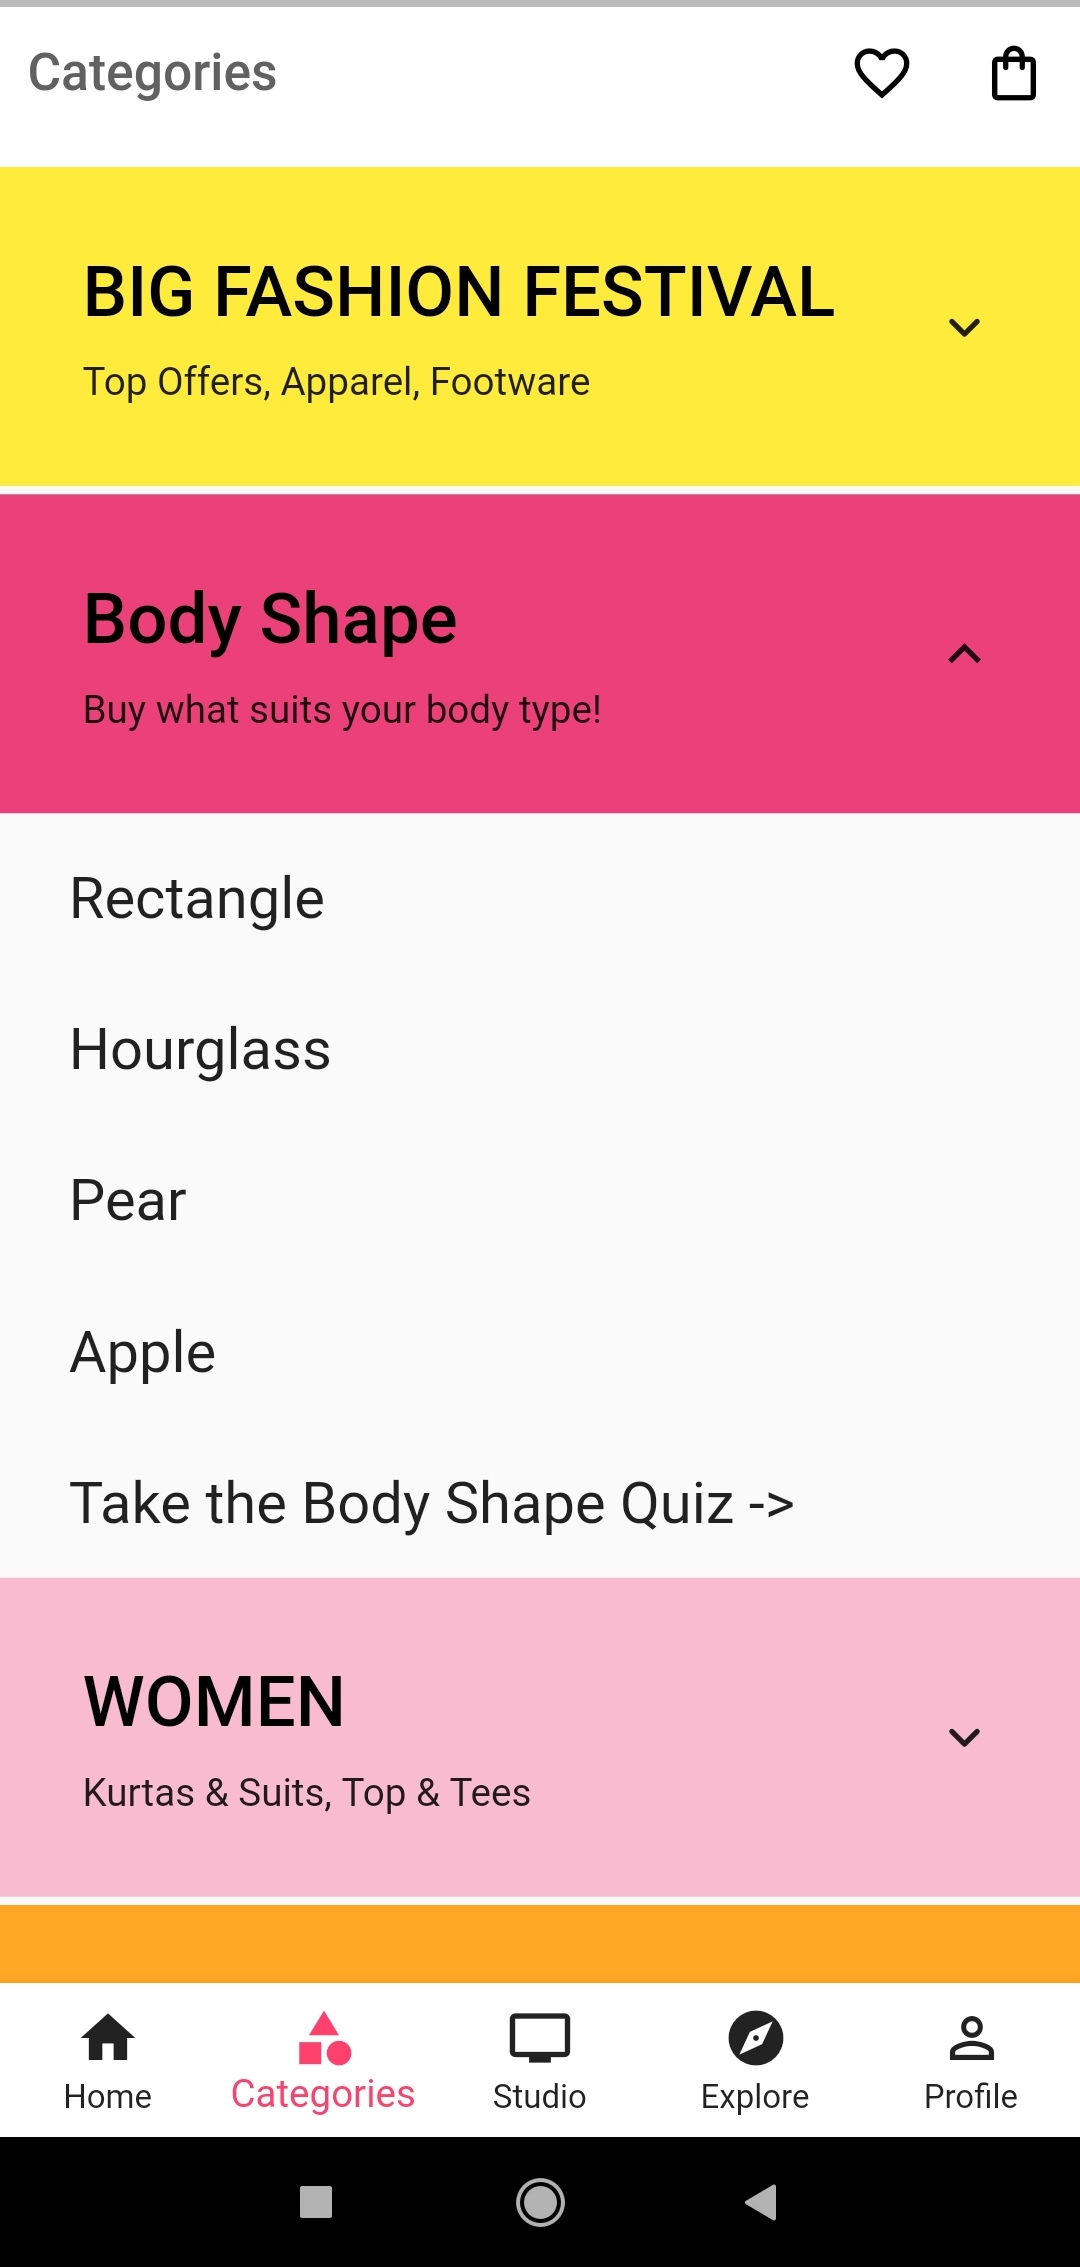 Categories
BIG FASHION FESTIVAL
Top Offers, Apparel, Footware
Body Shape
Buy what suits your body type!
Rectangle
Hourglass
Pear
Apple
Take the Body Shape Quiz ->
WOMEN
Kurtas & Suits, Top & Tees
Home
Categories
Studio
Explore
Profile